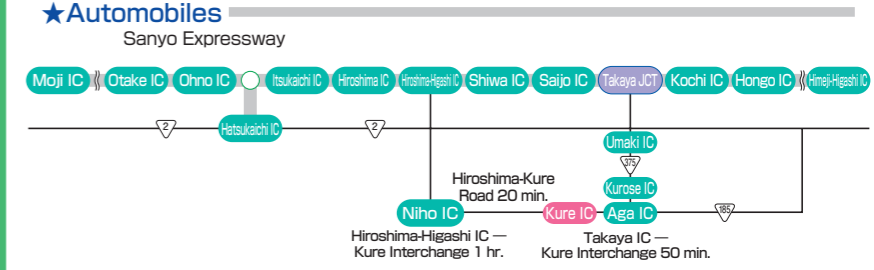 ★Automobiles
Sanyo Expressway
Moji IC Otake IC Ohno IC Itsukaichi IC Hiroshima IC Hiroshima-Higashi IC Shiwa IC Saijo IC Takaya JCT Kochi IC Hongo IC Himeji-Higashi IC
2 Hatsukaichi IC 2
Umaki IC
375
Hiroshima-Kure
Road 20 min.
Kurose IC
Niho IC Kure IC Aga IC 185
Hiroshima-Higashi IC —
Kure Interchange 1 hr.
Takaya IC —
Kure Interchange 50 min.